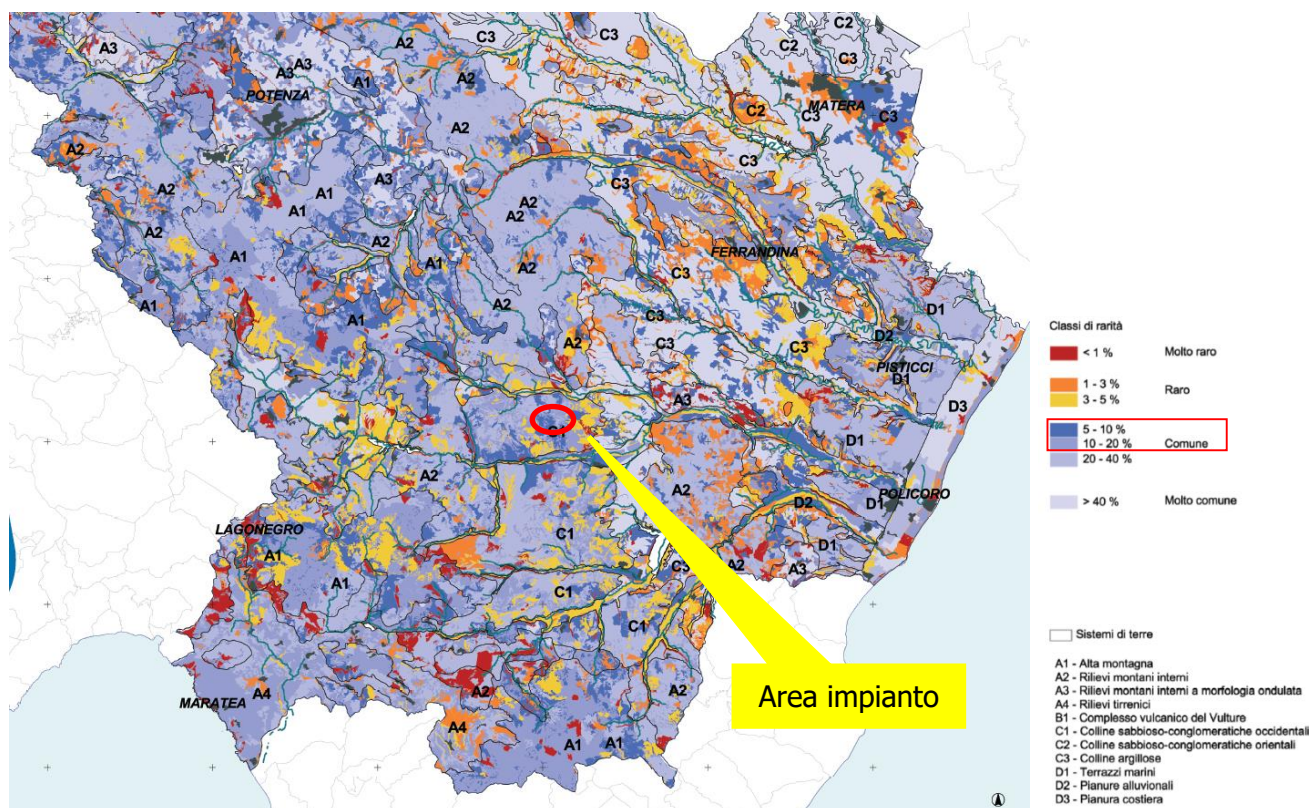 A3
A3
A3
A1
POTENZA
A2
A2
C3
C3
C2
C2
C3
C2
MATERA
C3
C3
A2
A2
A2
A1
A1
A3
C3
C3
A2
A2
A2
A1
A2
A1
A2
FERRANDINA
C3
A1
A1
A2
C3
D1
D2
A2
C3
C3
PISTICCI
D1
A3
D3
C1
D1
A2
A2
POLICORO
D1
D2
LAGONEGRO
C1
D1
A1
A1
C3
A2
A3
C1
C1
MARATEA
A4
A2
A2
A4
A1
A1
Area impianto
Classi di rarità
< 1 % Molto raro
1 - 3 % Raro
3 - 5 %
5 - 10 %
10 - 20 % Comune
20 - 40 %
> 40 % Molto comune
Sistemi di terre
A1 - Alta montagna
A2 - Rilievi montani interni
A3 - Rilievi montani interni a morfologia ondulata
A4 - Rilievi tirrenici
B1 - Complesso vulcanico del Vulture
C1 - Colline sabbioso-conglomeratiche occidentali
C2 - Colline sabbioso-conglomeratiche orientali
C3 - Colline argillose
D1 - Terrazzi marini
D2 - Pianure alluvionali
D3 - Pianura costiera